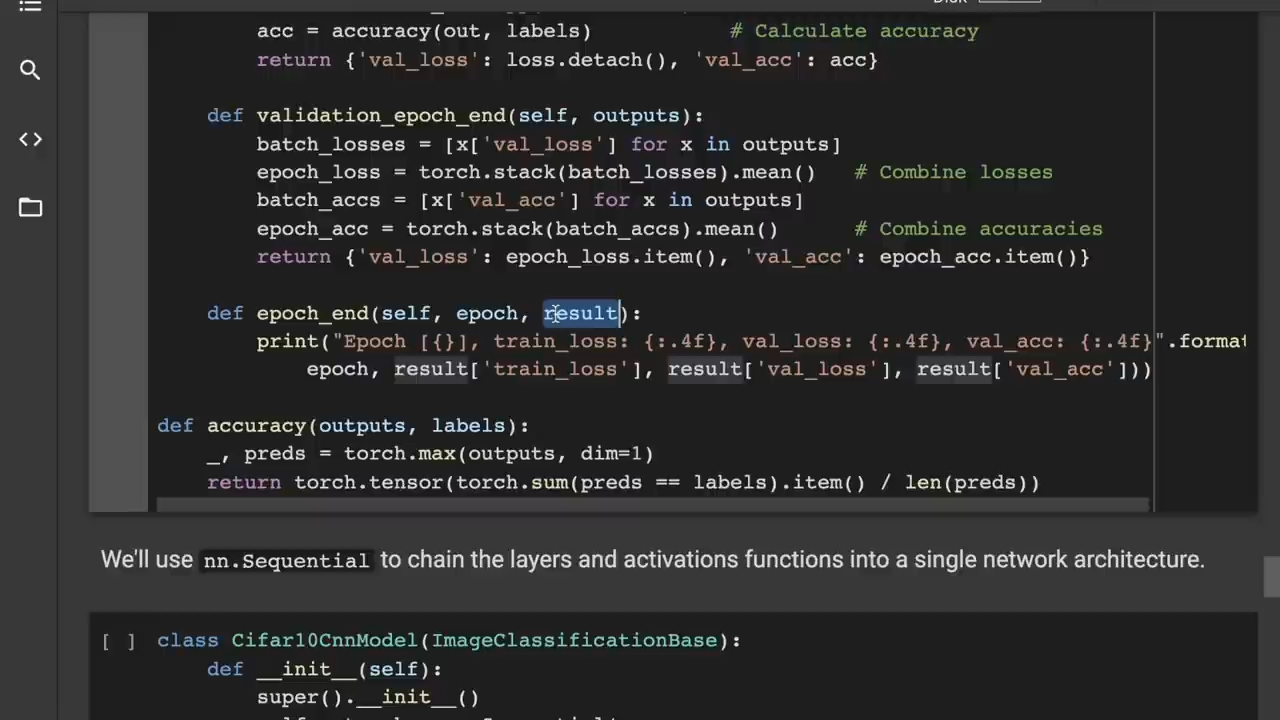 acc = accuracy(out, labels) # Calculate accuracy
return {'val_loss': loss.detach(), 'val_acc': acc}
def validation_epoch_end(self, outputs):
batch_losses = [x['val_loss'] for x in outputs]
epoch_loss = torch.stack(batch_losses).mean() # Combine losses
batch_accs = [x['val_acc'] for x in outputs]
epoch_acc = torch.stack(batch_accs).mean() # Combine accuracies
return {'val_loss': epoch_loss.item(), 'val_acc': epoch_acc.item()}
def epoch_end(self, epoch, result):
print("Epoch [{}], train_loss: {:.4f}, val_loss: {:.4f}, val_acc: {:.4f}".format
epoch, result['train_loss'], result['val_loss'], result['val_acc']))
def accuracy(outputs, labels):
_, preds = torch.max(outputs, dim=1)
return torch.tensor(torch.sum(preds == labels).item() / len(preds))
We'll use nn.Sequential to chain the layers and activations functions into a single network architecture.
[ ] class Cifar10CnnModel(ImageClassificationBase):
def __init__(self):
super().__init__()